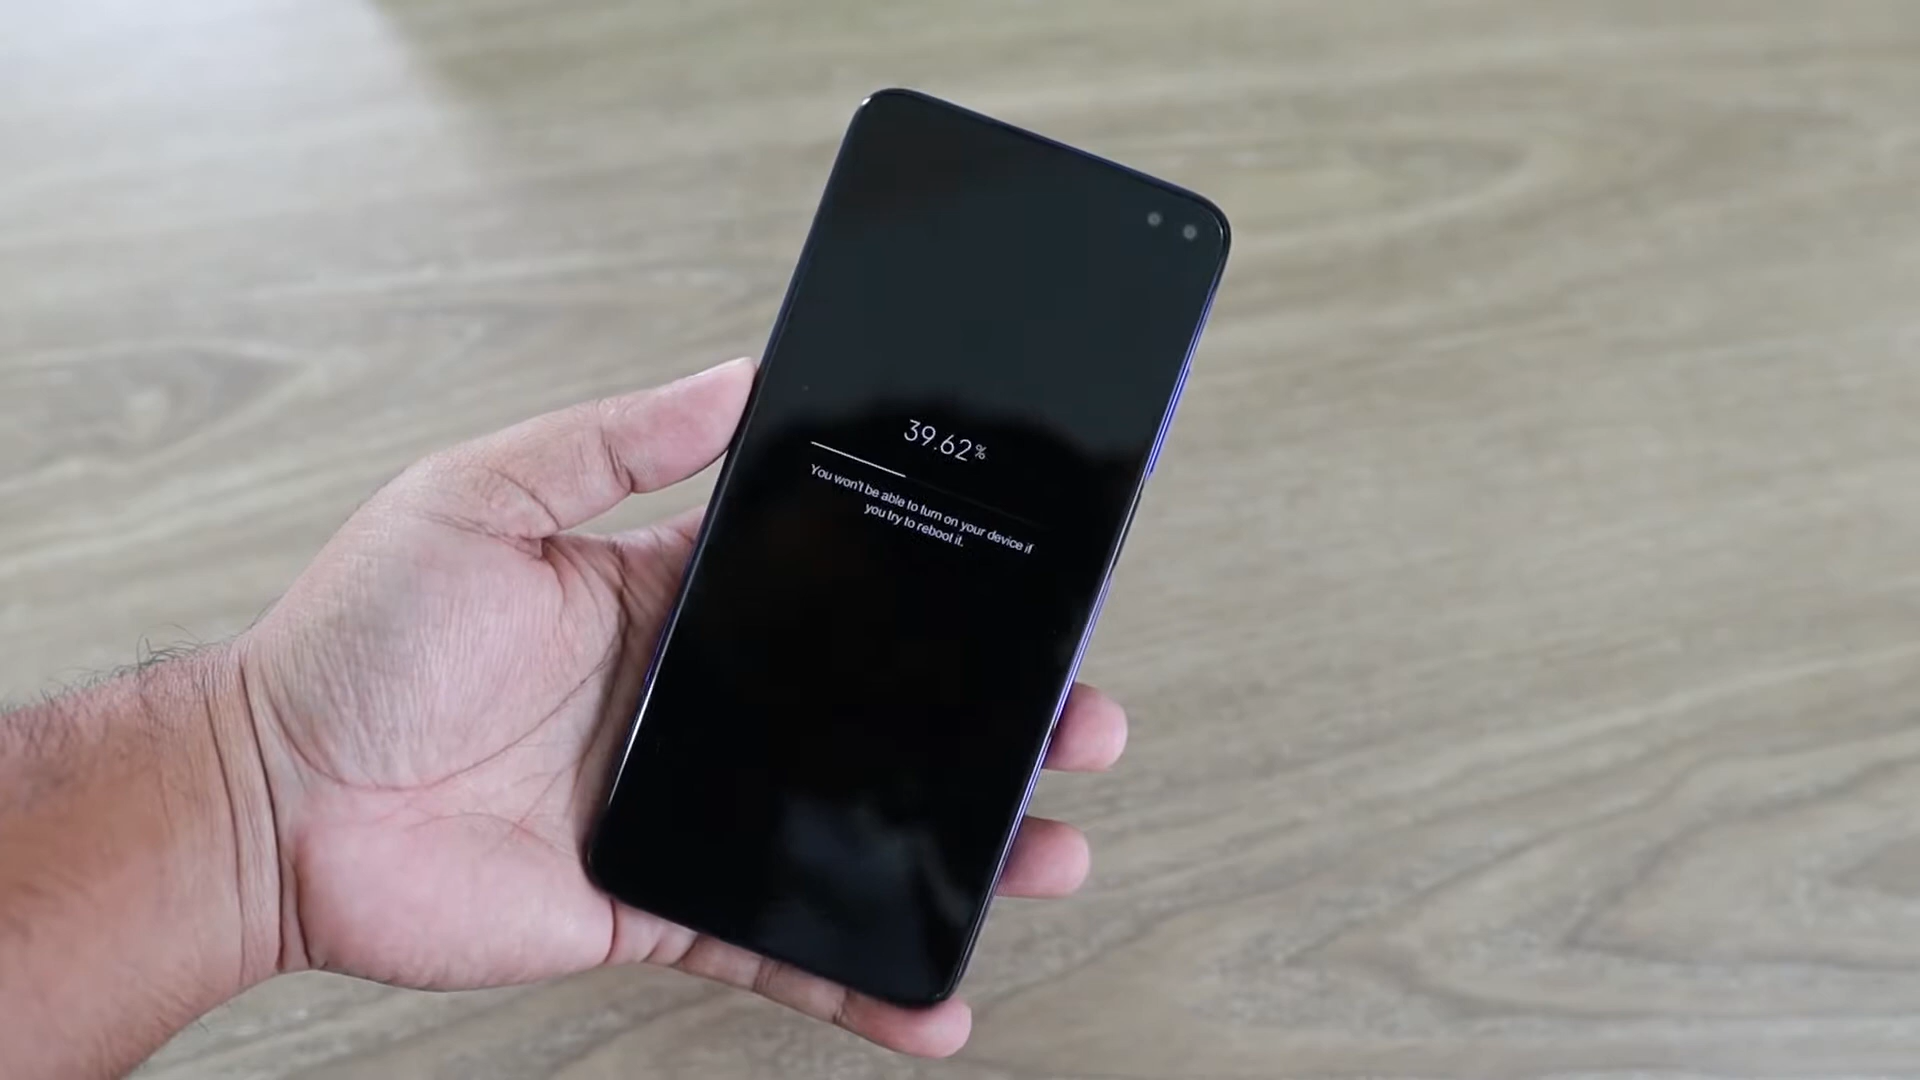 39.62%
You won't be able to turn on your device if
you try to reboot it.